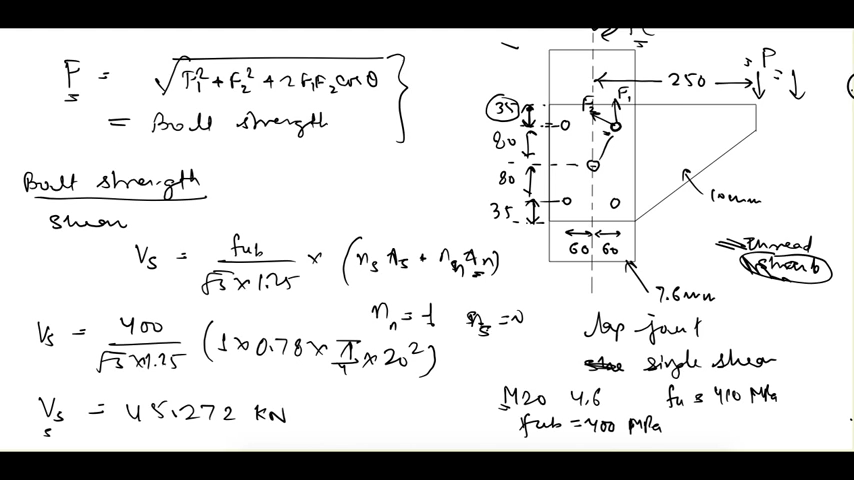 P = √(F₁² + F₂² + 2F₁F₂ cos θ)
= Bolt strength
Bolt strength
shear
Vs = fub / (√3 × 1.25) × (ns As + nn An)
nn = 1 ns = 0
Vs = 400 / (√3 × 1.25) (1 × 0.78 × π/4 × 20²)
Vs = 45.272 KN
P
250
35
F₂ F₁
80
80
35
10mm
60 60
7.6mm
thread
shank
lap joint
single shear
M20 4.6 fu = 410 MPa
fub = 400 MPa